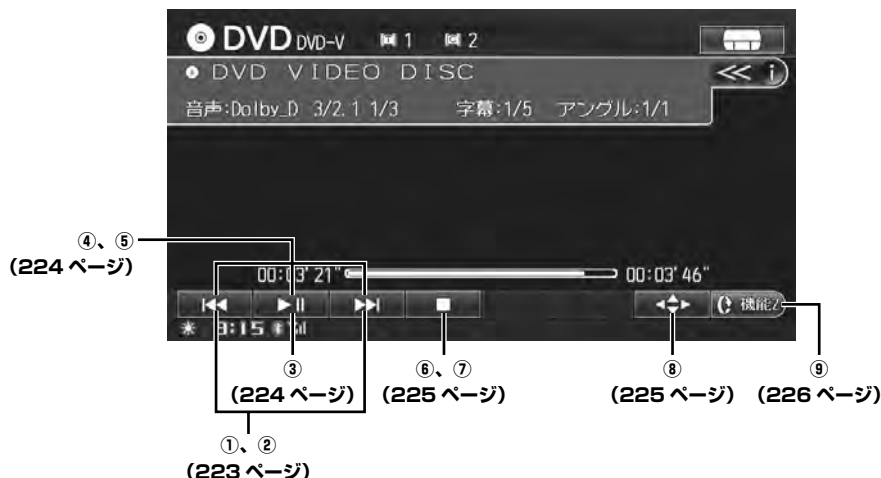 DVD DVD-V T 1 C 2
DVD VIDEO DISC
≪ i
音声:Dolby_D 3/2.1 1/3 字幕:1/5 アングル:1/1
④、⑤
(224 ページ)
00:03'21" 00:03'46"
機能2
9:15
③ ⑥、⑦ ⑧ ⑨
(224 ページ) (225 ページ) (225 ページ) (226 ページ)
①、②
(223 ページ)